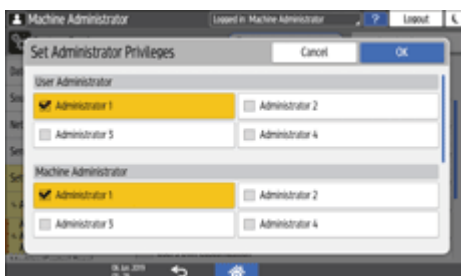 Machine Administrator Logged in Machine Administrator ? Logout
Set Administrator Privileges Cancel OK
User Administrator
Administrator 1 Administrator 2
Administrator 3 Administrator 4
Machine Administrator
Administrator 1 Administrator 2
Administrator 3 Administrator 4